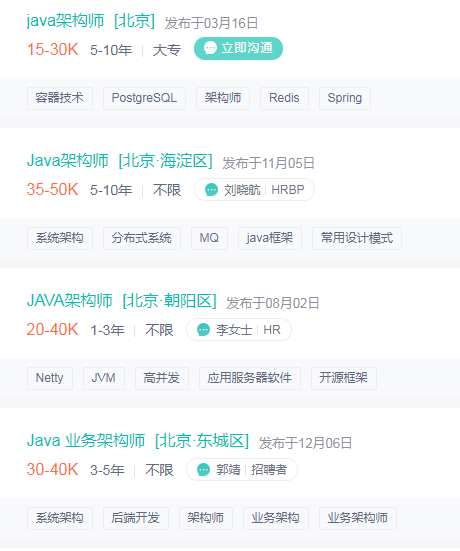 java架构师 [北京] 发布于03月16日
15-30K 5-10年 大专 立即沟通
容器技术 PostgreSQL 架构师 Redis Spring
Java架构师 [北京·海淀区] 发布于11月05日
35-50K 5-10年 不限 刘晓航 HRBP
系统架构 分布式系统 MQ java框架 常用设计模式
JAVA架构师 [北京·朝阳区] 发布于08月02日
20-40K 1-3年 不限 李女士 HR
Netty JVM 高并发 应用服务器软件 开源框架
Java 业务架构师 [北京·东城区] 发布于12月06日
30-40K 3-5年 不限 郭靖 招聘者
系统架构 后端开发 架构师 业务架构 业务架构师